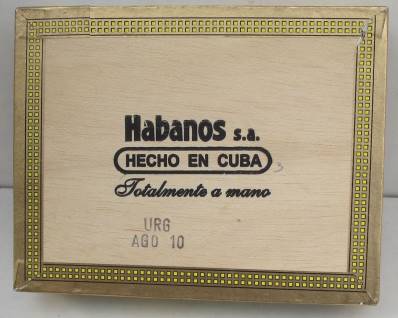 Habanos s.a.
HECHO EN CUBA
Totalmente a mano
URG
AGO 10